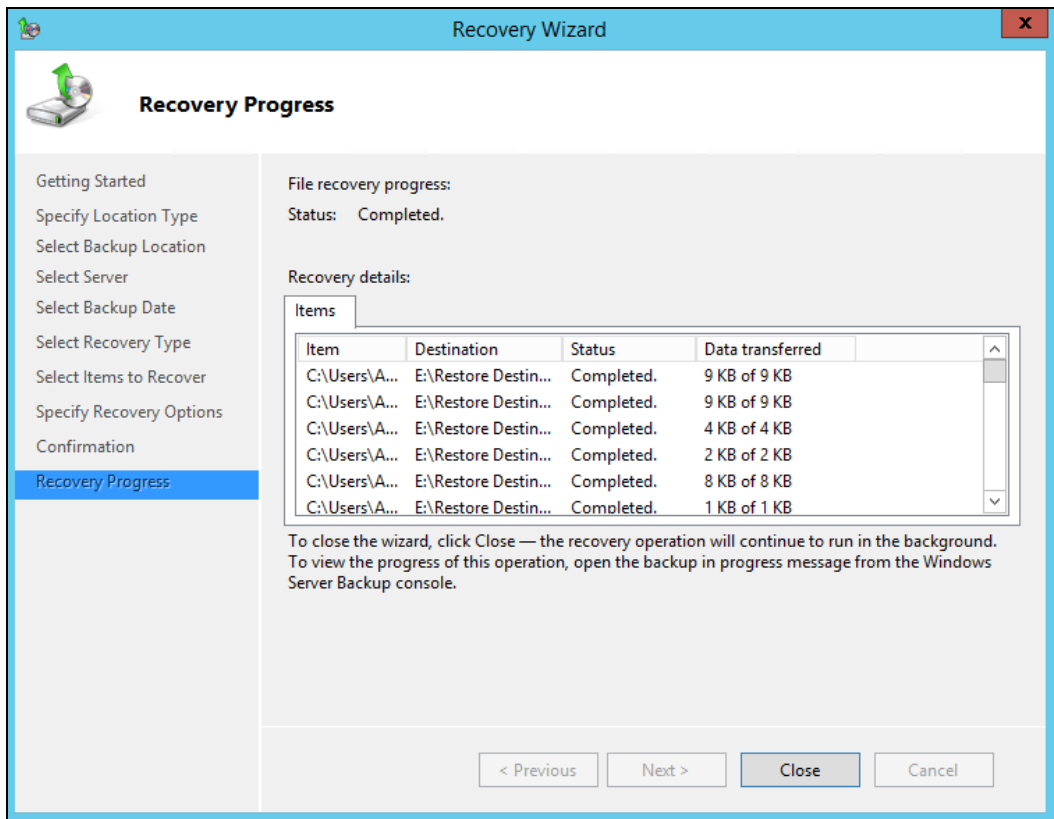 Recovery Wizard
x
Recovery Progress
Getting Started
Specify Location Type
Select Backup Location
Select Server
Select Backup Date
Select Recovery Type
Select Items to Recover
Specify Recovery Options
Confirmation
Recovery Progress
File recovery progress:
Status: Completed.
Recovery details:
Items
Item Destination Status Data transferred
C:\Users\A... E:\Restore Destin... Completed. 9 KB of 9 KB
C:\Users\A... E:\Restore Destin... Completed. 9 KB of 9 KB
C:\Users\A... E:\Restore Destin... Completed. 4 KB of 4 KB
C:\Users\A... E:\Restore Destin... Completed. 2 KB of 2 KB
C:\Users\A... E:\Restore Destin... Completed. 8 KB of 8 KB
C:\Users\A... E:\Restore Destin... Completed. 1 KB of 1 KB
To close the wizard, click Close — the recovery operation will continue to run in the background.
To view the progress of this operation, open the backup in progress message from the Windows
Server Backup console.
< Previous Next > Close Cancel